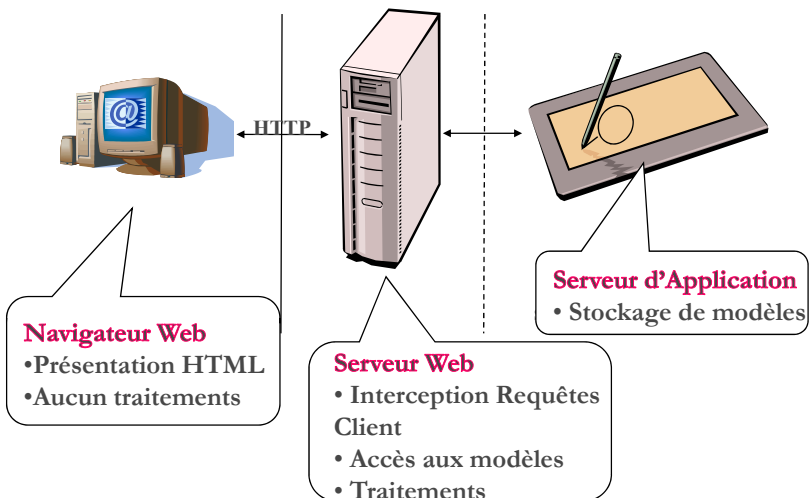 @
HTTP
Navigateur Web
•Présentation HTML
•Aucun traitements
Serveur Web
• Interception Requêtes
Client
• Accès aux modèles
• Traitements
Serveur d’Application
• Stockage de modèles